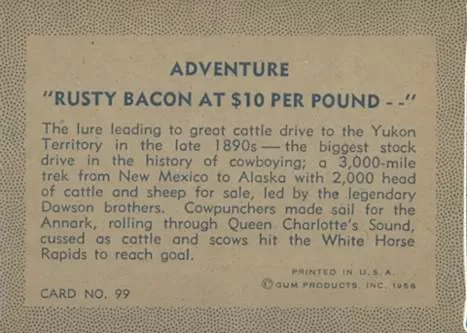 ADVENTURE
"RUSTY BACON AT $10 PER POUND - -"
The lure leading to great cattle drive to the Yukon
Territory in the late 1890s — the biggest stock
drive in the history of cowboying; a 3,000-mile
trek from New Mexico to Alaska with 2,000 head
of cattle and sheep for sale, led by the legendary
Dawson brothers. Cowpunchers made sail for the
Annark, rolling through Queen Charlotte's Sound,
cussed as cattle and scows hit the White Horse
Rapids to reach goal.
PRINTED IN U.S.A.
© GUM PRODUCTS, INC. 1956
CARD NO. 99